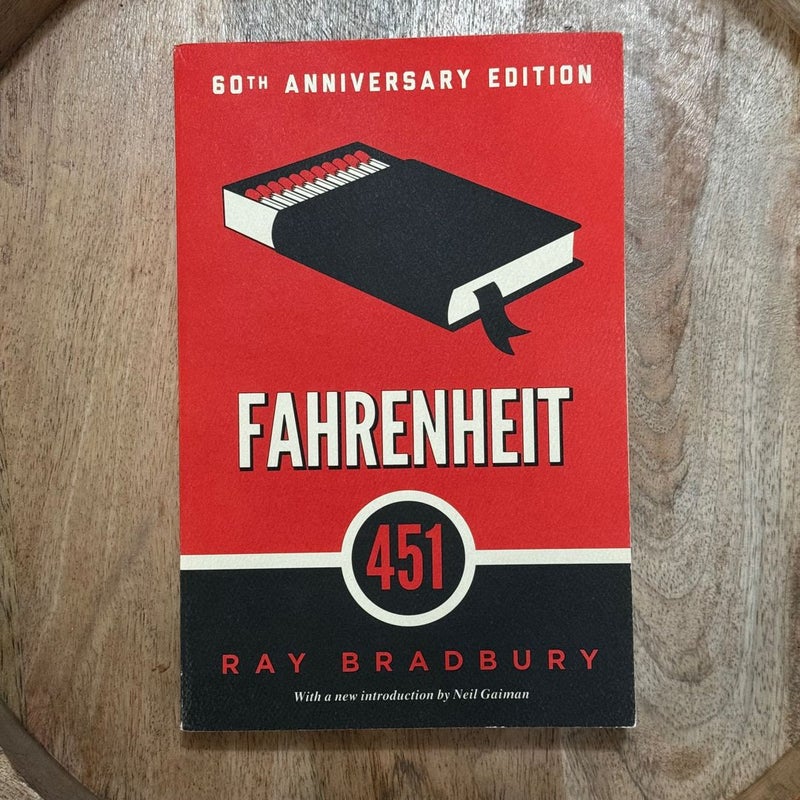 60TH ANNIVERSARY EDITION
FAHRENHEIT
451
RAY BRADBURY
With a new introduction by Neil Gaiman